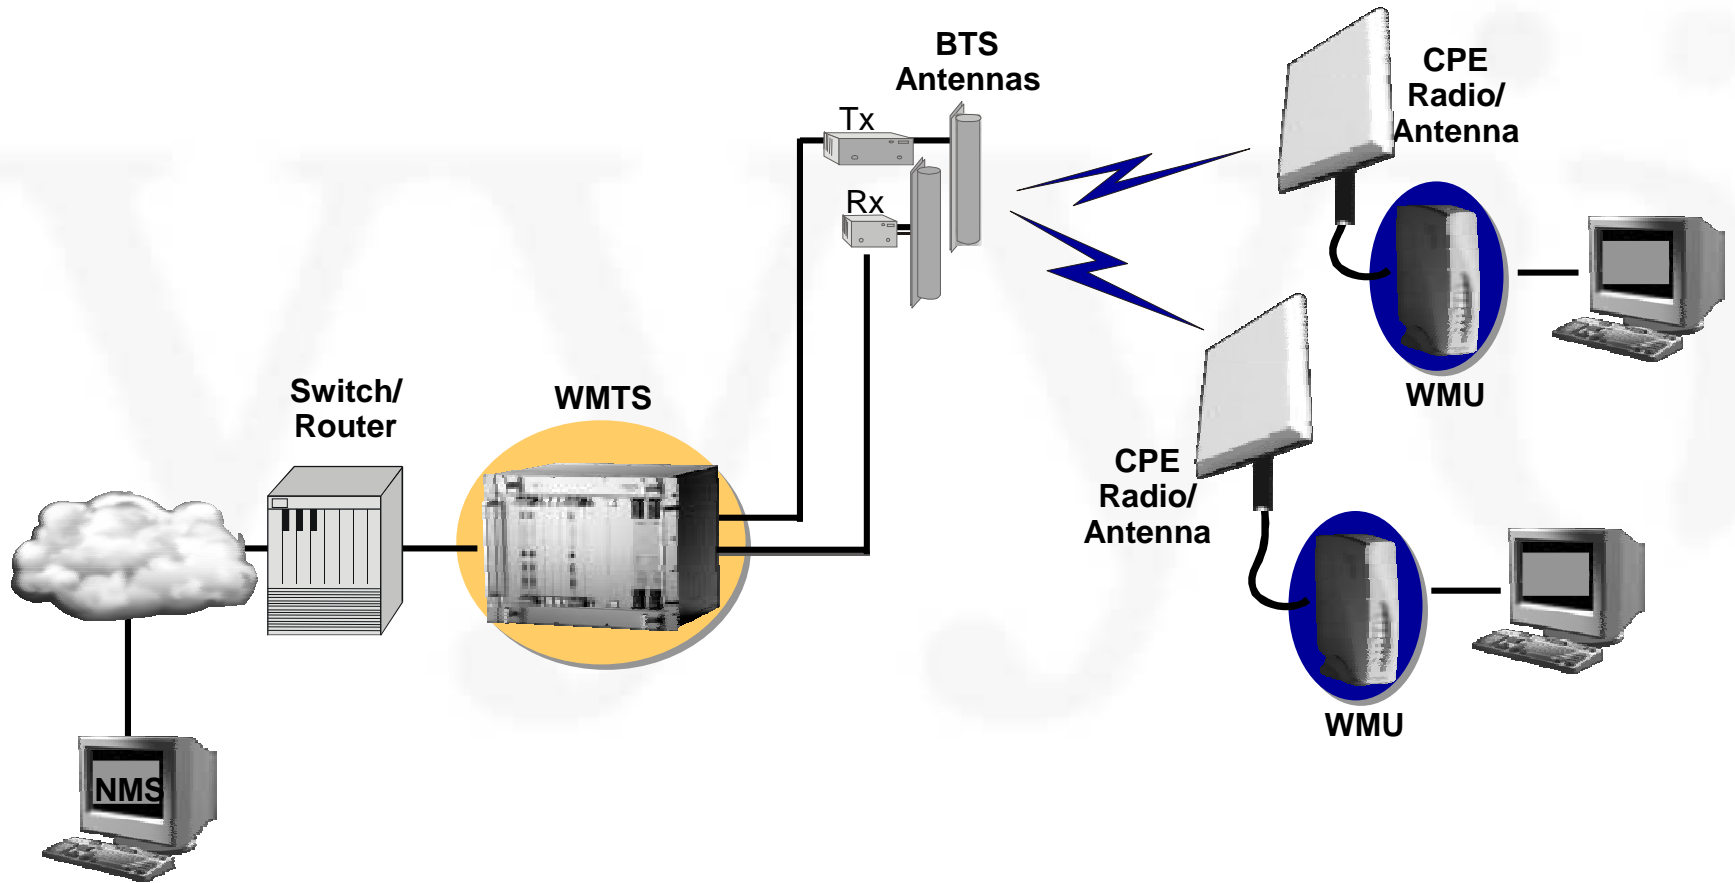 BTS
Antennas
Tx
Rx
CPE
Radio/
Antenna
WMU
Switch/
Router
WMTS
CPE
Radio/
Antenna
WMU
NMS